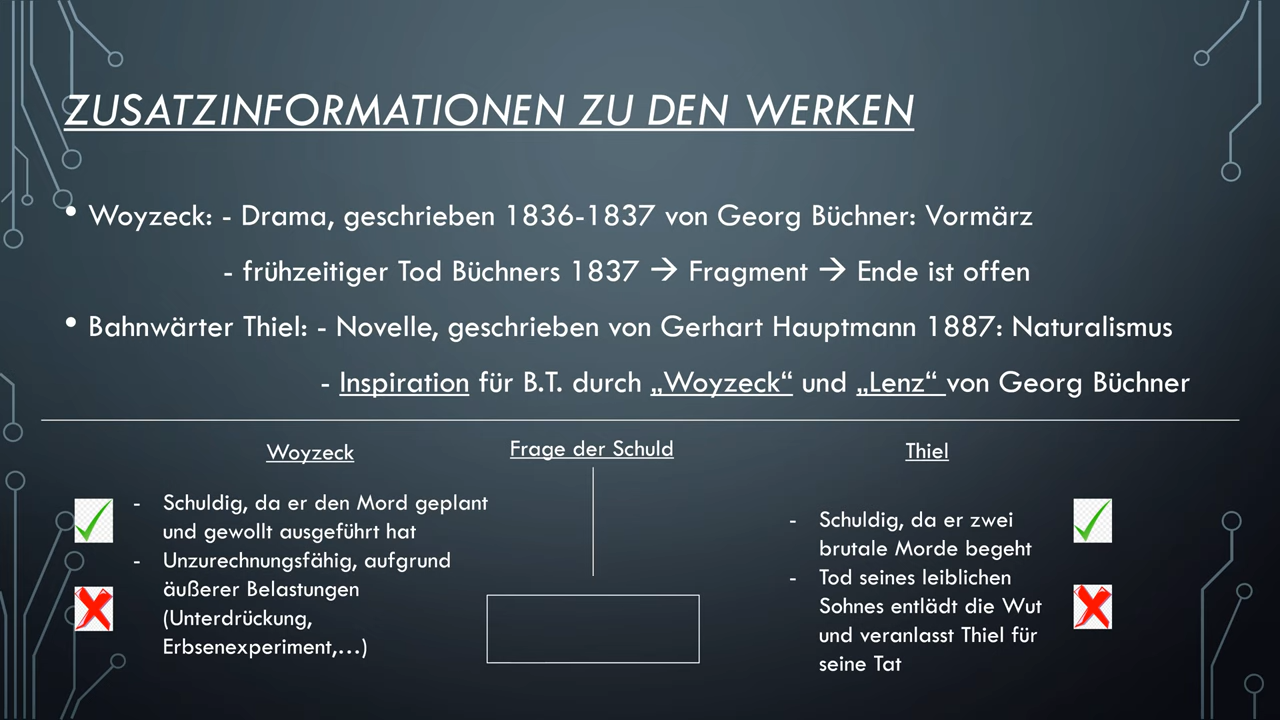 ZUSATZINFORMATIONEN ZU DEN WERKEN
• Woyzeck: - Drama, geschrieben 1836-1837 von Georg Büchner: Vormärz
- frühzeitiger Tod Büchners 1837 → Fragment → Ende ist offen
• Bahnwärter Thiel: - Novelle, geschrieben von Gerhart Hauptmann 1887: Naturalismus
- Inspiration für B.T. durch „Woyzeck“ und „Lenz“ von Georg Büchner
Woyzeck
- Schuldig, da er den Mord geplant
und gewollt ausgeführt hat
- Unzurechnungsfähig, aufgrund
äußerer Belastungen
(Unterdrückung,
Erbsenexperiment,…)
Frage der Schuld
Thiel
- Schuldig, da er zwei
brutale Morde begeht
- Tod seines leiblichen
Sohnes entlädt die Wut
und veranlasst Thiel für
seine Tat